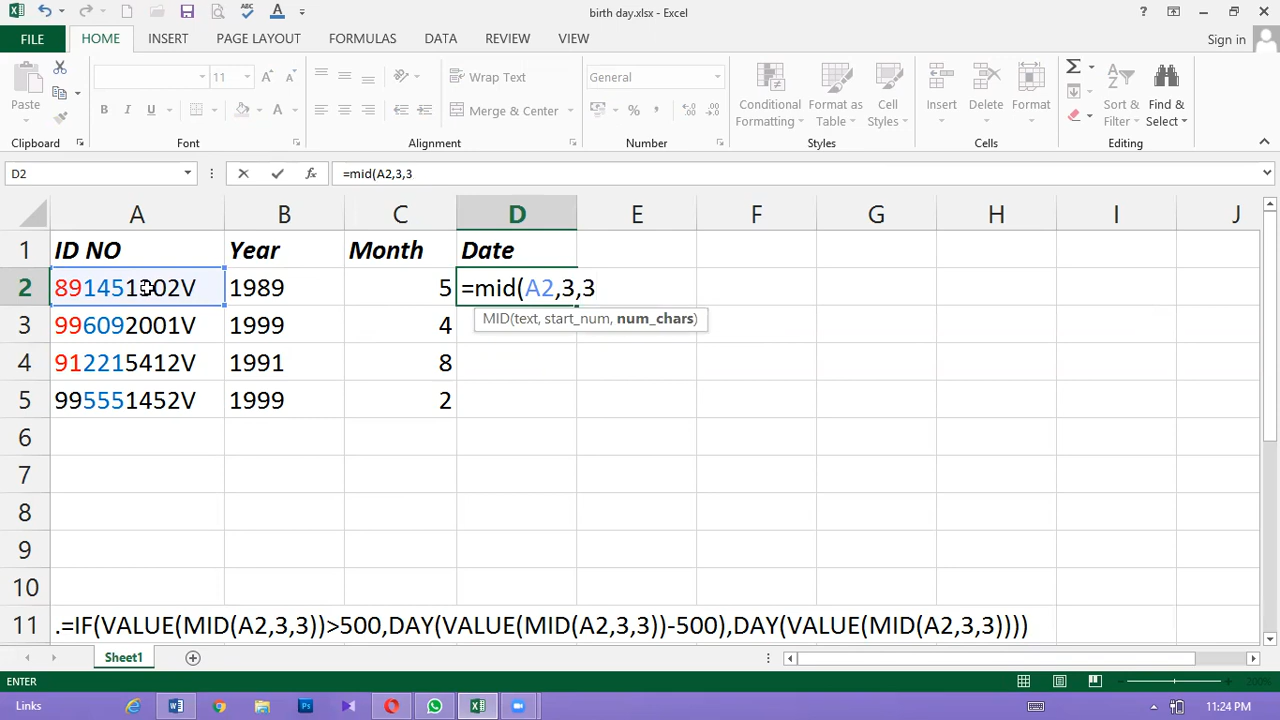 birth day.xlsx - Excel
FILE HOME INSERT PAGE LAYOUT FORMULAS DATA REVIEW VIEW Sign in
Paste
11
B I U
Wrap Text
Merge & Center
General
Conditional Formatting
Format as Table
Cell Styles
Insert
Delete
Format
Sort & Filter
Find & Select
Clipboard Font Alignment Number Styles Cells Editing
D2 =mid(A2,3,3
A B C D E F G H I J
1 ID NO Year Month Date
2 891451 02V 1989 5 =mid(A2,3,3
MID(text, start_num, num_chars)
3 996092001V 1999 4
4 912215412V 1991 8
5 995551452V 1999 2
6
7
8
9
10
11 .=IF(VALUE(MID(A2,3,3))>500,DAY(VALUE(MID(A2,3,3))-500),DAY(VALUE(MID(A2,3,3))))
Sheet1
ENTER 200%
Links 11:24 PM